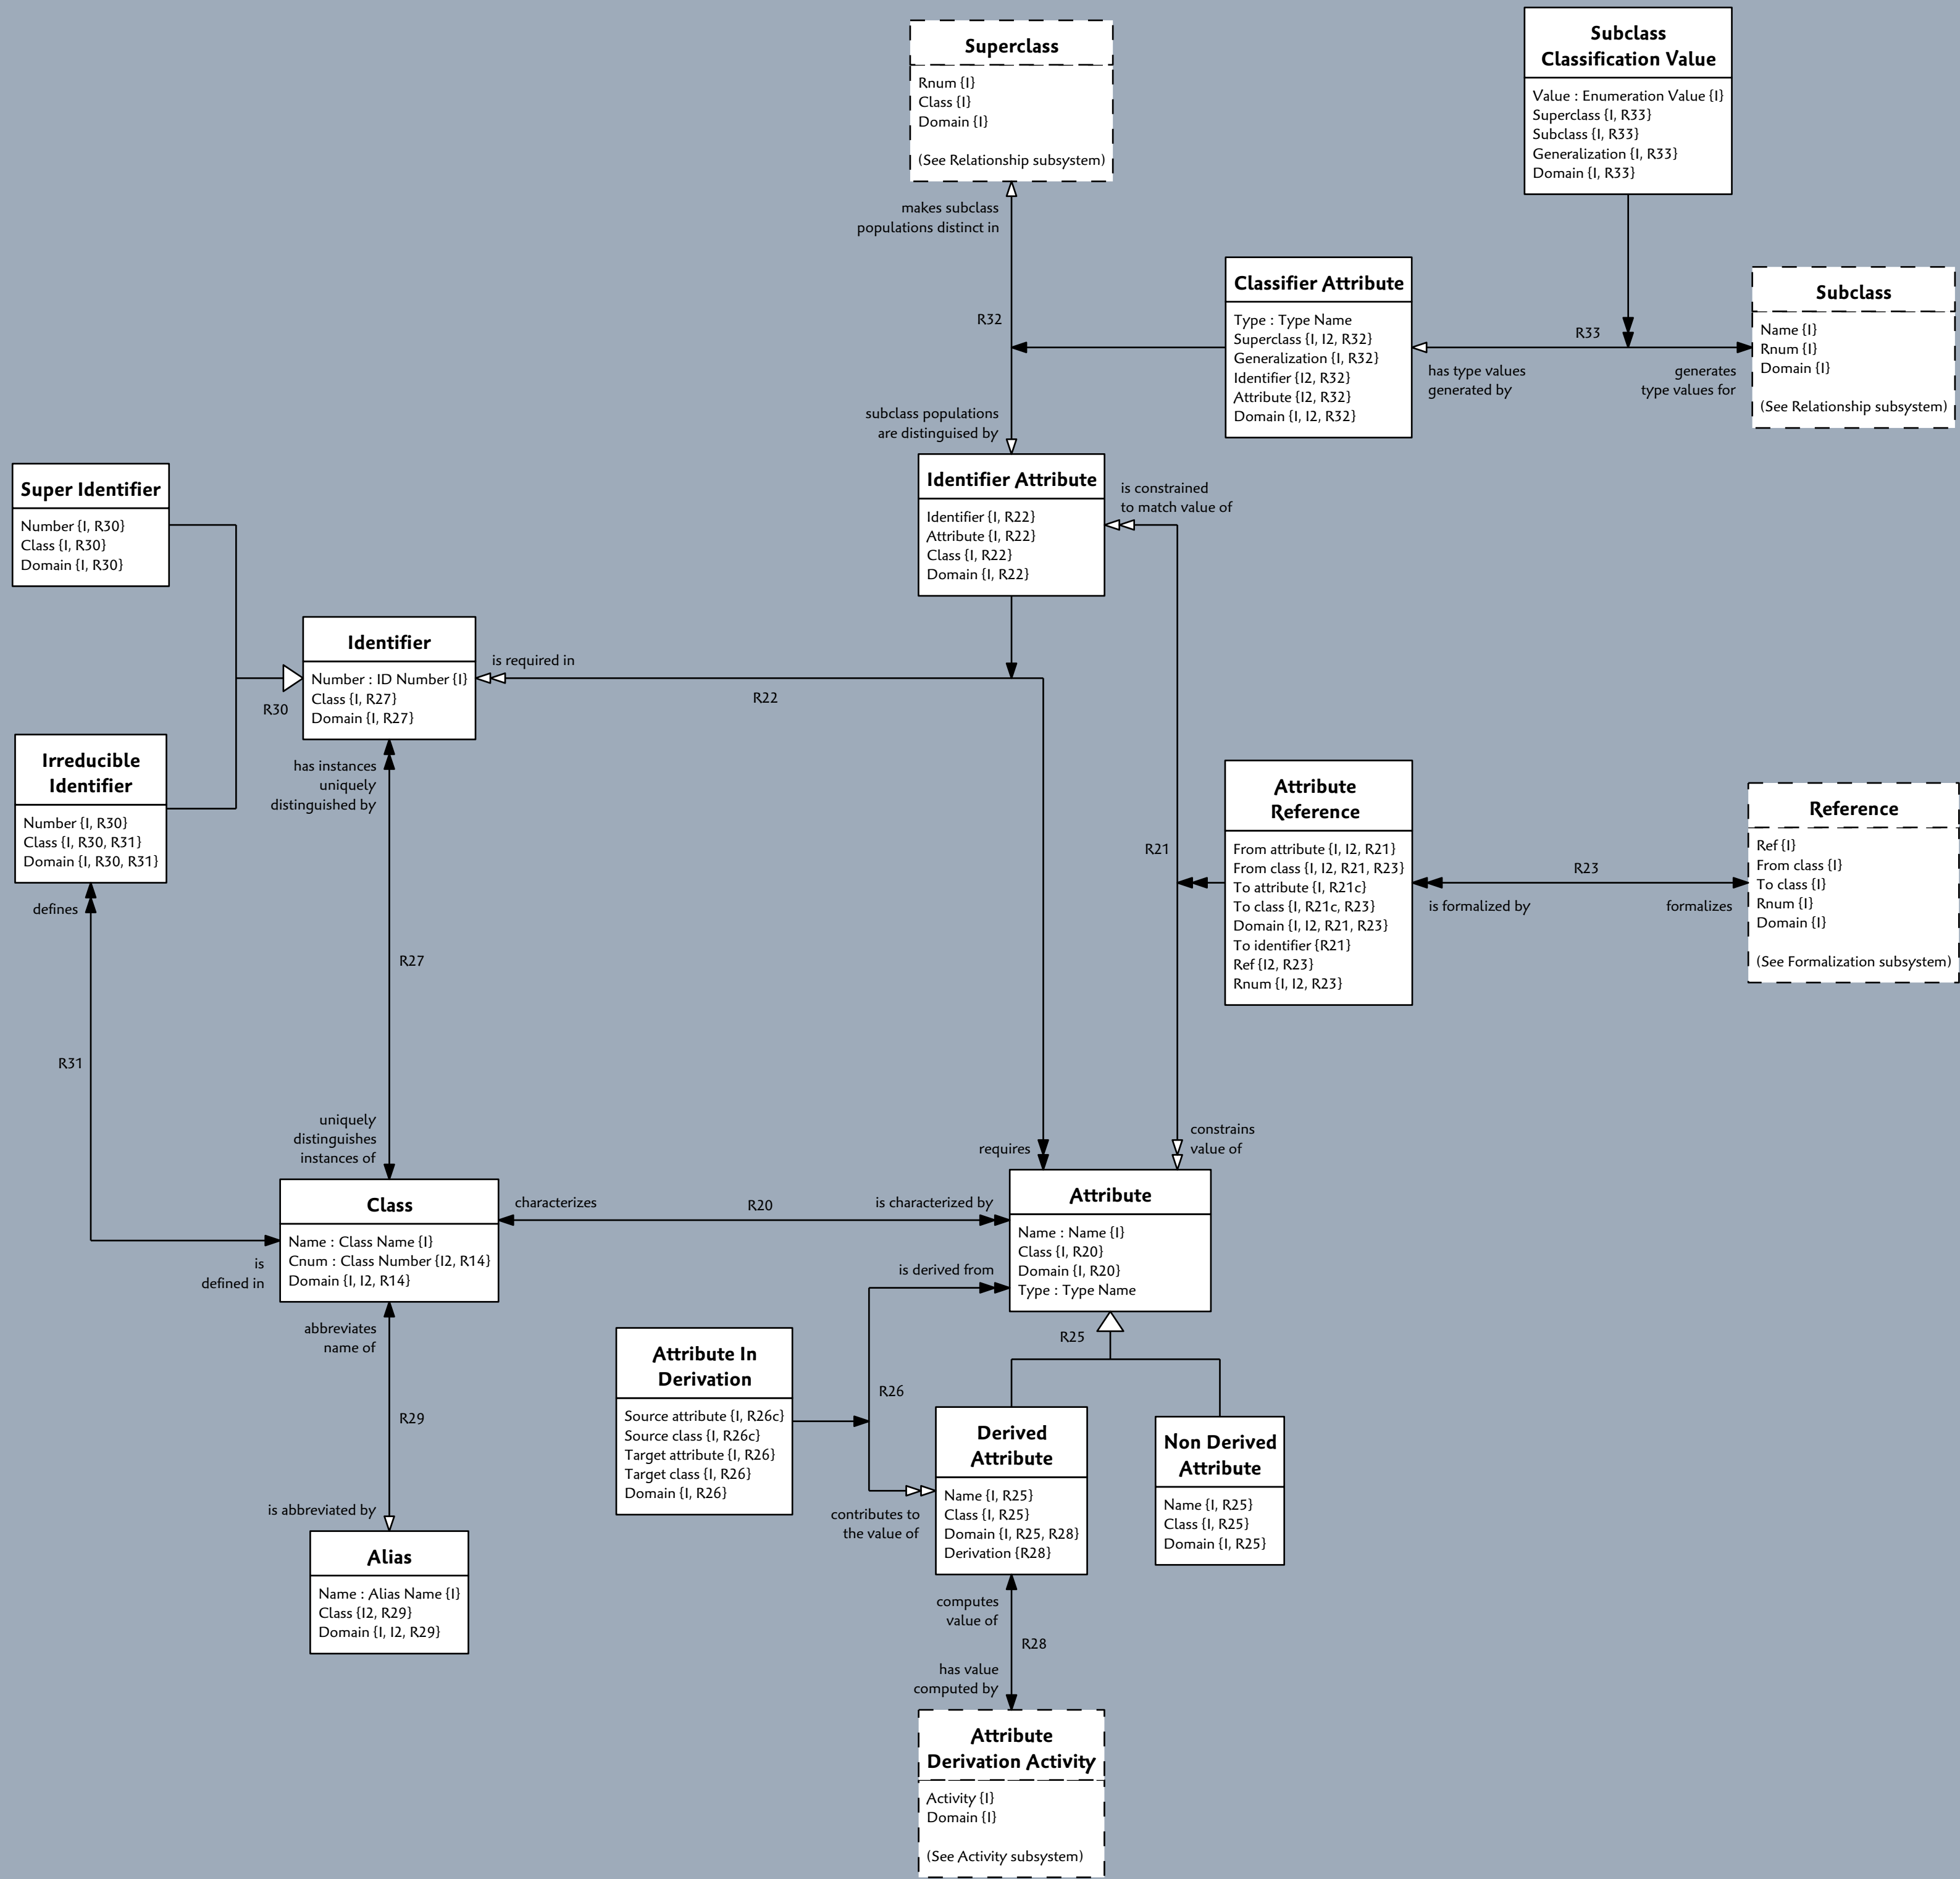 Superclass
Rnum {I}
Class {I}
Domain {I}
(See Relationship subsystem)
Subclass
Classification Value
Value : Enumeration Value {I}
Superclass {I, R33}
Subclass {I, R33}
Generalization {I, R33}
Domain {I, R33}
makes subclass
populations distinct in
R32
subclass populations
are distinguised by
Classifier Attribute
Type : Type Name
Superclass {I, I2, R32}
Generalization {I, R32}
Identifier {I2, R32}
Attribute {I2, R32}
Domain {I, I2, R32}
R33
has type values
generated by
generates
type values for
Subclass
Name {I}
Rnum {I}
Domain {I}
(See Relationship subsystem)
Super Identifier
Number {I, R30}
Class {I, R30}
Domain {I, R30}
Identifier Attribute
Identifier {I, R22}
Attribute {I, R22}
Class {I, R22}
Domain {I, R22}
is constrained
to match value of
Identifier
Number : ID Number {I}
Class {I, R27}
Domain {I, R27}
R30
is required in
R22
Irreducible
Identifier
Number {I, R30}
Class {I, R30, R31}
Domain {I, R30, R31}
defines
has instances
uniquely
distinguished by
R27
R31
uniquely
distinguishes
instances of
R21
Attribute
Reference
From attribute {I, I2, R21}
From class {I, I2, R21, R23}
To attribute {I, R21c}
To class {I, R21c, R23}
Domain {I, I2, R21, R23}
To identifier {R21}
Ref {I2, R23}
Rnum {I, I2, R23}
R23
is formalized by
formalizes
Reference
Ref {I}
From class {I}
To class {I}
Rnum {I}
Domain {I}
(See Formalization subsystem)
requires
constrains
value of
Class
Name : Class Name {I}
Cnum : Class Number {I2, R14}
Domain {I, I2, R14}
is
defined in
characterizes
R20
is characterized by
Attribute
Name : Name {I}
Class {I, R20}
Domain {I, R20}
Type : Type Name
is derived from
abbreviates
name of
R29
is abbreviated by
Alias
Name : Alias Name {I}
Class {I2, R29}
Domain {I, I2, R29}
Attribute In
Derivation
Source attribute {I, R26c}
Source class {I, R26c}
Target attribute {I, R26}
Target class {I, R26}
Domain {I, R26}
R26
contributes to
the value of
R25
Derived
Attribute
Name {I, R25}
Class {I, R25}
Domain {I, R25, R28}
Derivation {R28}
Non Derived
Attribute
Name {I, R25}
Class {I, R25}
Domain {I, R25}
computes
value of
R28
has value
computed by
Attribute
Derivation Activity
Activity {I}
Domain {I}
(See Activity subsystem)